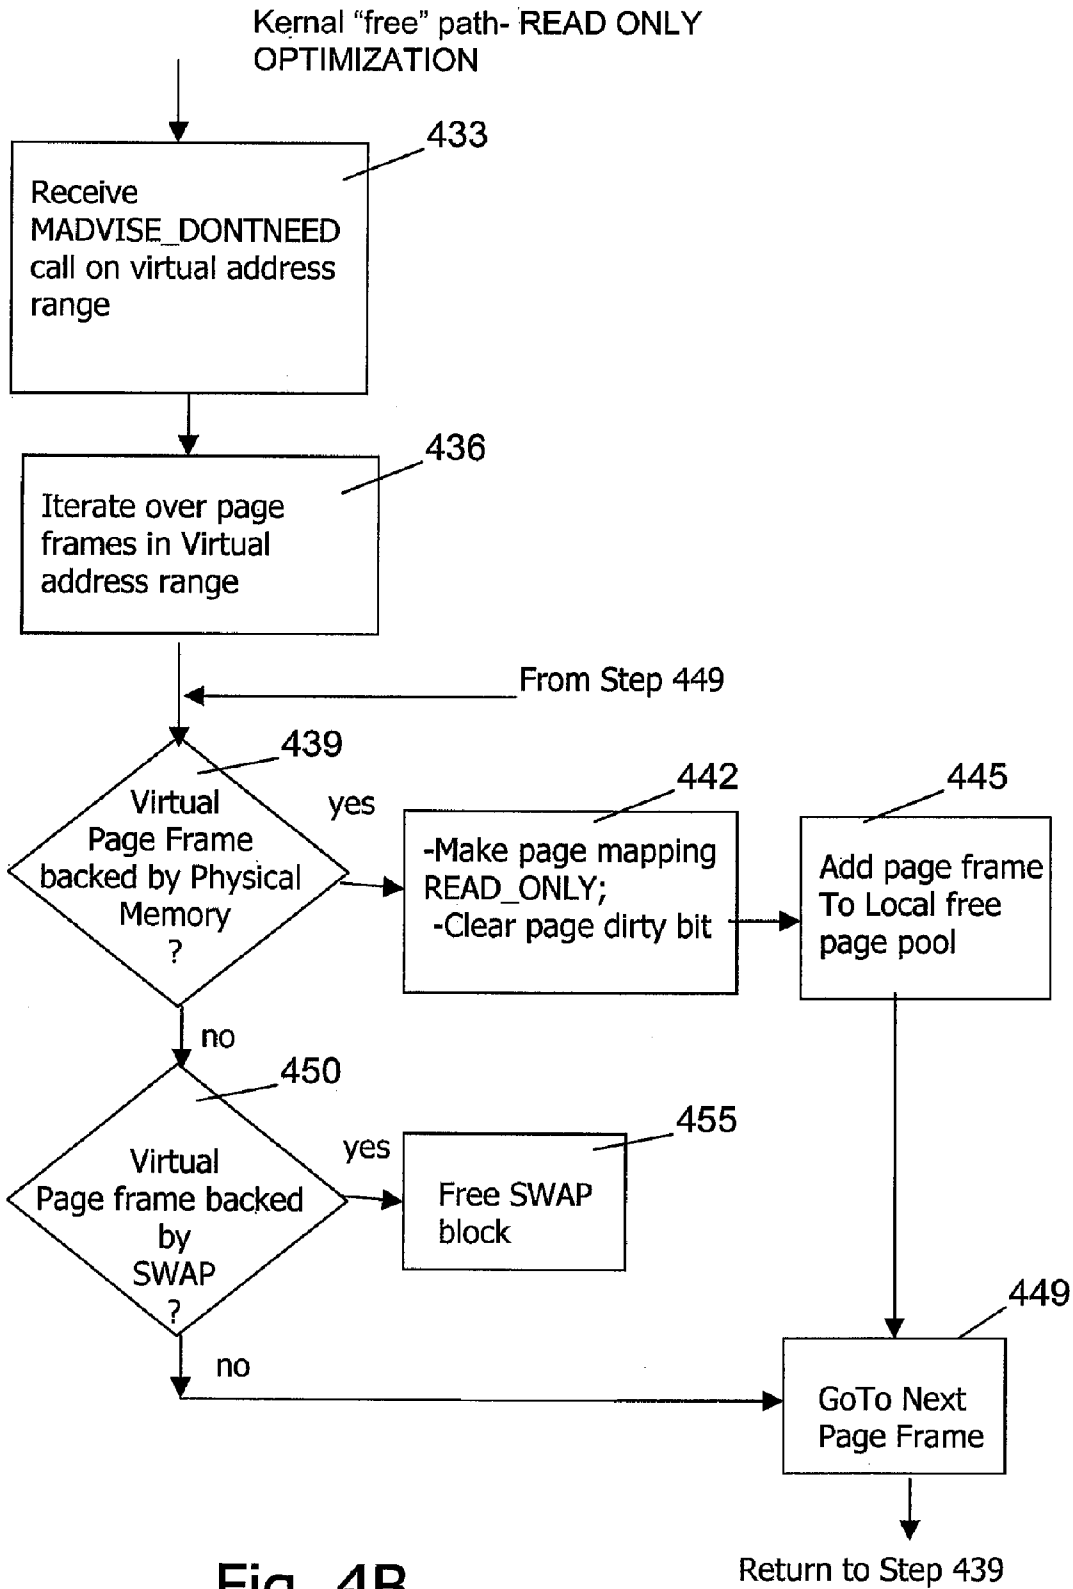 Kernal “free” path- READ ONLY
OPTIMIZATION
433
Receive
MADVISE_DONTNEED
call on virtual address
range
436
Iterate over page
frames in Virtual
address range
From Step 449
439
Virtual
Page Frame
backed by Physical
Memory
?
yes
442
-Make page mapping
READ_ONLY;
-Clear page dirty bit
445
Add page frame
To Local free
page pool
no
450
Virtual
Page frame backed
by
SWAP
?
yes
455
Free SWAP
block
no
449
GoTo Next
Page Frame
Return to Step 439
Fig. 4B